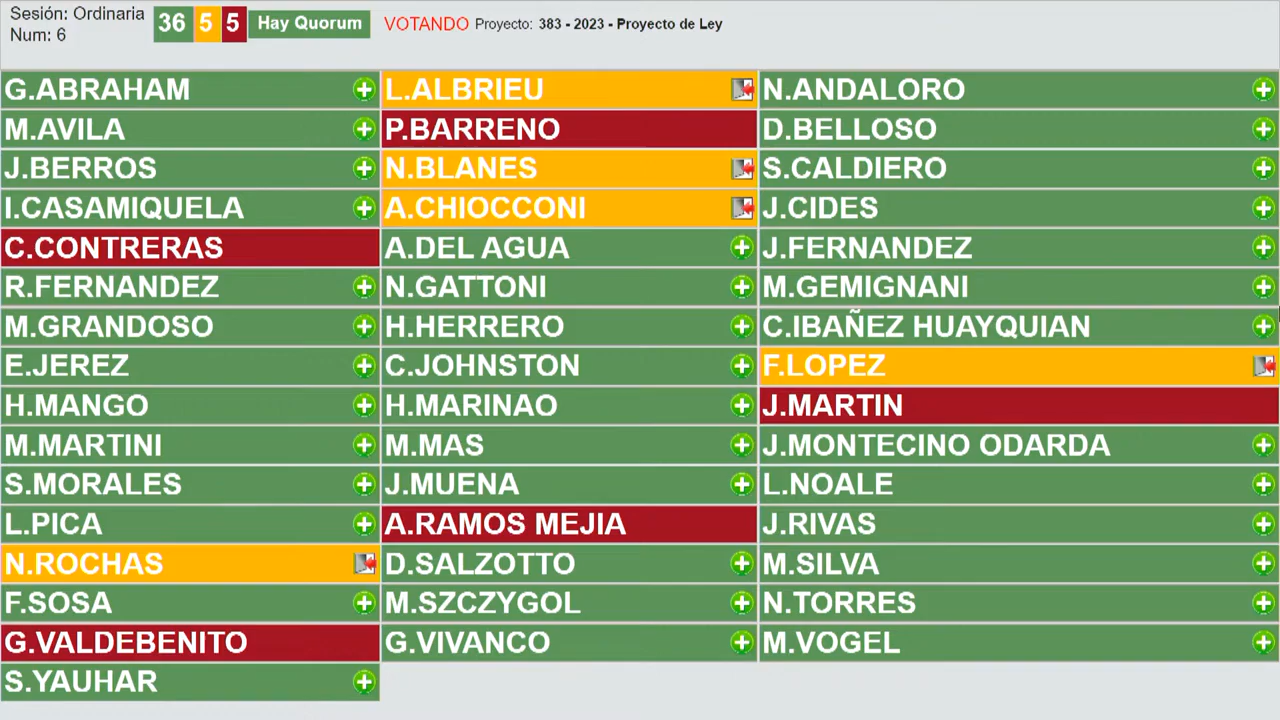 Sesión: Ordinaria
Num: 6
36 5 5 Hay Quorum VOTANDO Proyecto: 383 - 2023 - Proyecto de Ley
G.ABRAHAM L.ALBRIEU N.ANDALORO
M.AVILA P.BARRENO D.BELLOSO
J.BERROS N.BLANES S.CALDIERO
I.CASAMIQUELA A.CHIOCCONI J.CIDES
C.CONTRERAS A.DEL AGUA J.FERNANDEZ
R.FERNANDEZ N.GATTONI M.GEMIGNANI
M.GRANDOSO H.HERRERO C.IBAÑEZ HUAYQUIAN
E.JEREZ C.JOHNSTON F.LOPEZ
H.MANGO H.MARINAO J.MARTIN
M.MARTINI M.MAS J.MONTECINO ODARDA
S.MORALES J.MUENA L.NOALE
L.PICA A.RAMOS MEJIA J.RIVAS
N.ROCHAS D.SALZOTTO M.SILVA
F.SOSA M.SZCZYGOL N.TORRES
G.VALDEBENITO G.VIVANCO M.VOGEL
S.YAUHAR